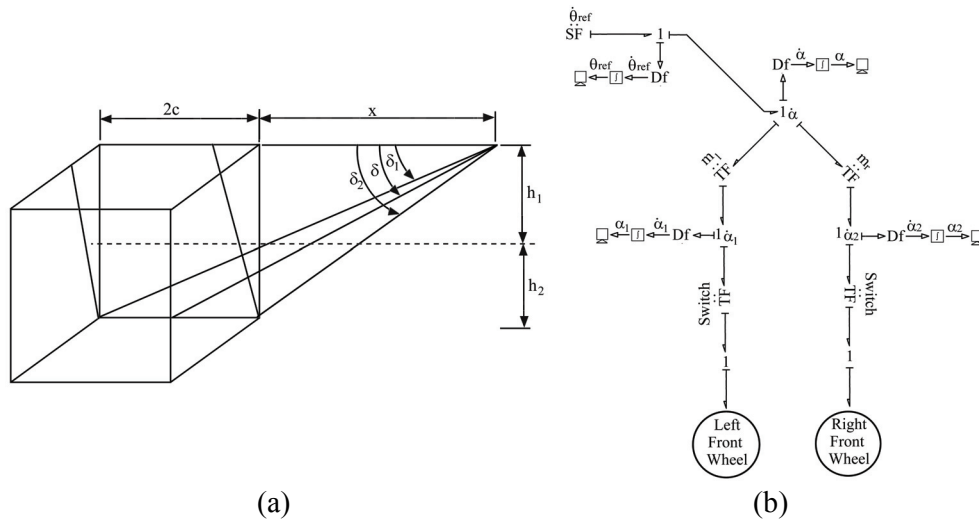 2c
x
δ₁
δ
δ₂
h₁
h₂
(a)
θ̇ref
SF
1
θref
∫
θ̇ref
Df
Df
α̇
∫
α
1 α̇
m₁
TF
mᵣ
TF
α₁
∫
α̇₁
Df
1 α̇₁
1 α̇₂
Df
α̇₂
∫
α₂
Switch
TF
TF
Switch
1
1
Left
Front
Wheel
Right
Front
Wheel
(b)